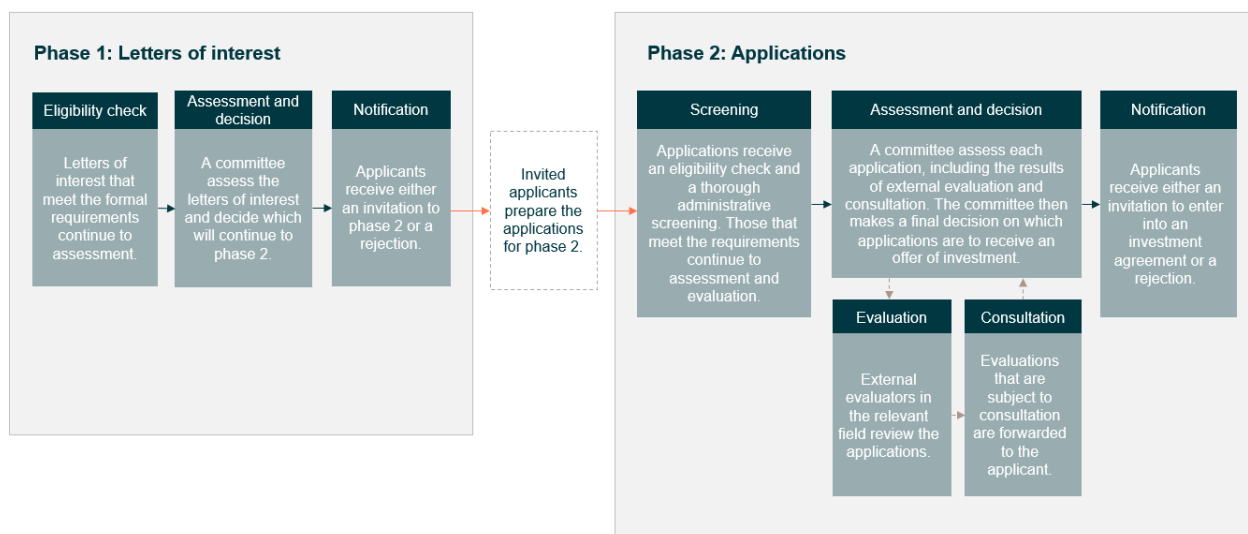 Phase 1: Letters of interest
Eligibility check
Letters of
interest that
meet the formal
requirements
continue to
assessment.
Assessment and
decision
A committee
assess the
letters of interest
and decide which
will continue to
phase 2.
Notification
Applicants
receive either
an invitation to
phase 2 or a
rejection.
Invited
applicants
prepare the
applications
for phase 2.
Phase 2: Applications
Screening
Applications receive
an eligibility check and
a thorough
administrative
screening. Those that
meet the requirements
continue to
assessment and
evaluation.
Assessment and decision
A committee assess each
application, including the results
of external evaluation and
consultation. The committee then
makes a final decision on which
applications are to receive an
offer of investment.
Evaluation
External
evaluators in
the relevant
field review the
applications.
Consultation
Evaluations
that are
subject to
consultation
are forwarded
to the
applicant.
Notification
Applicants
receive either an
invitation to enter
into an
investment
agreement or a
rejection.